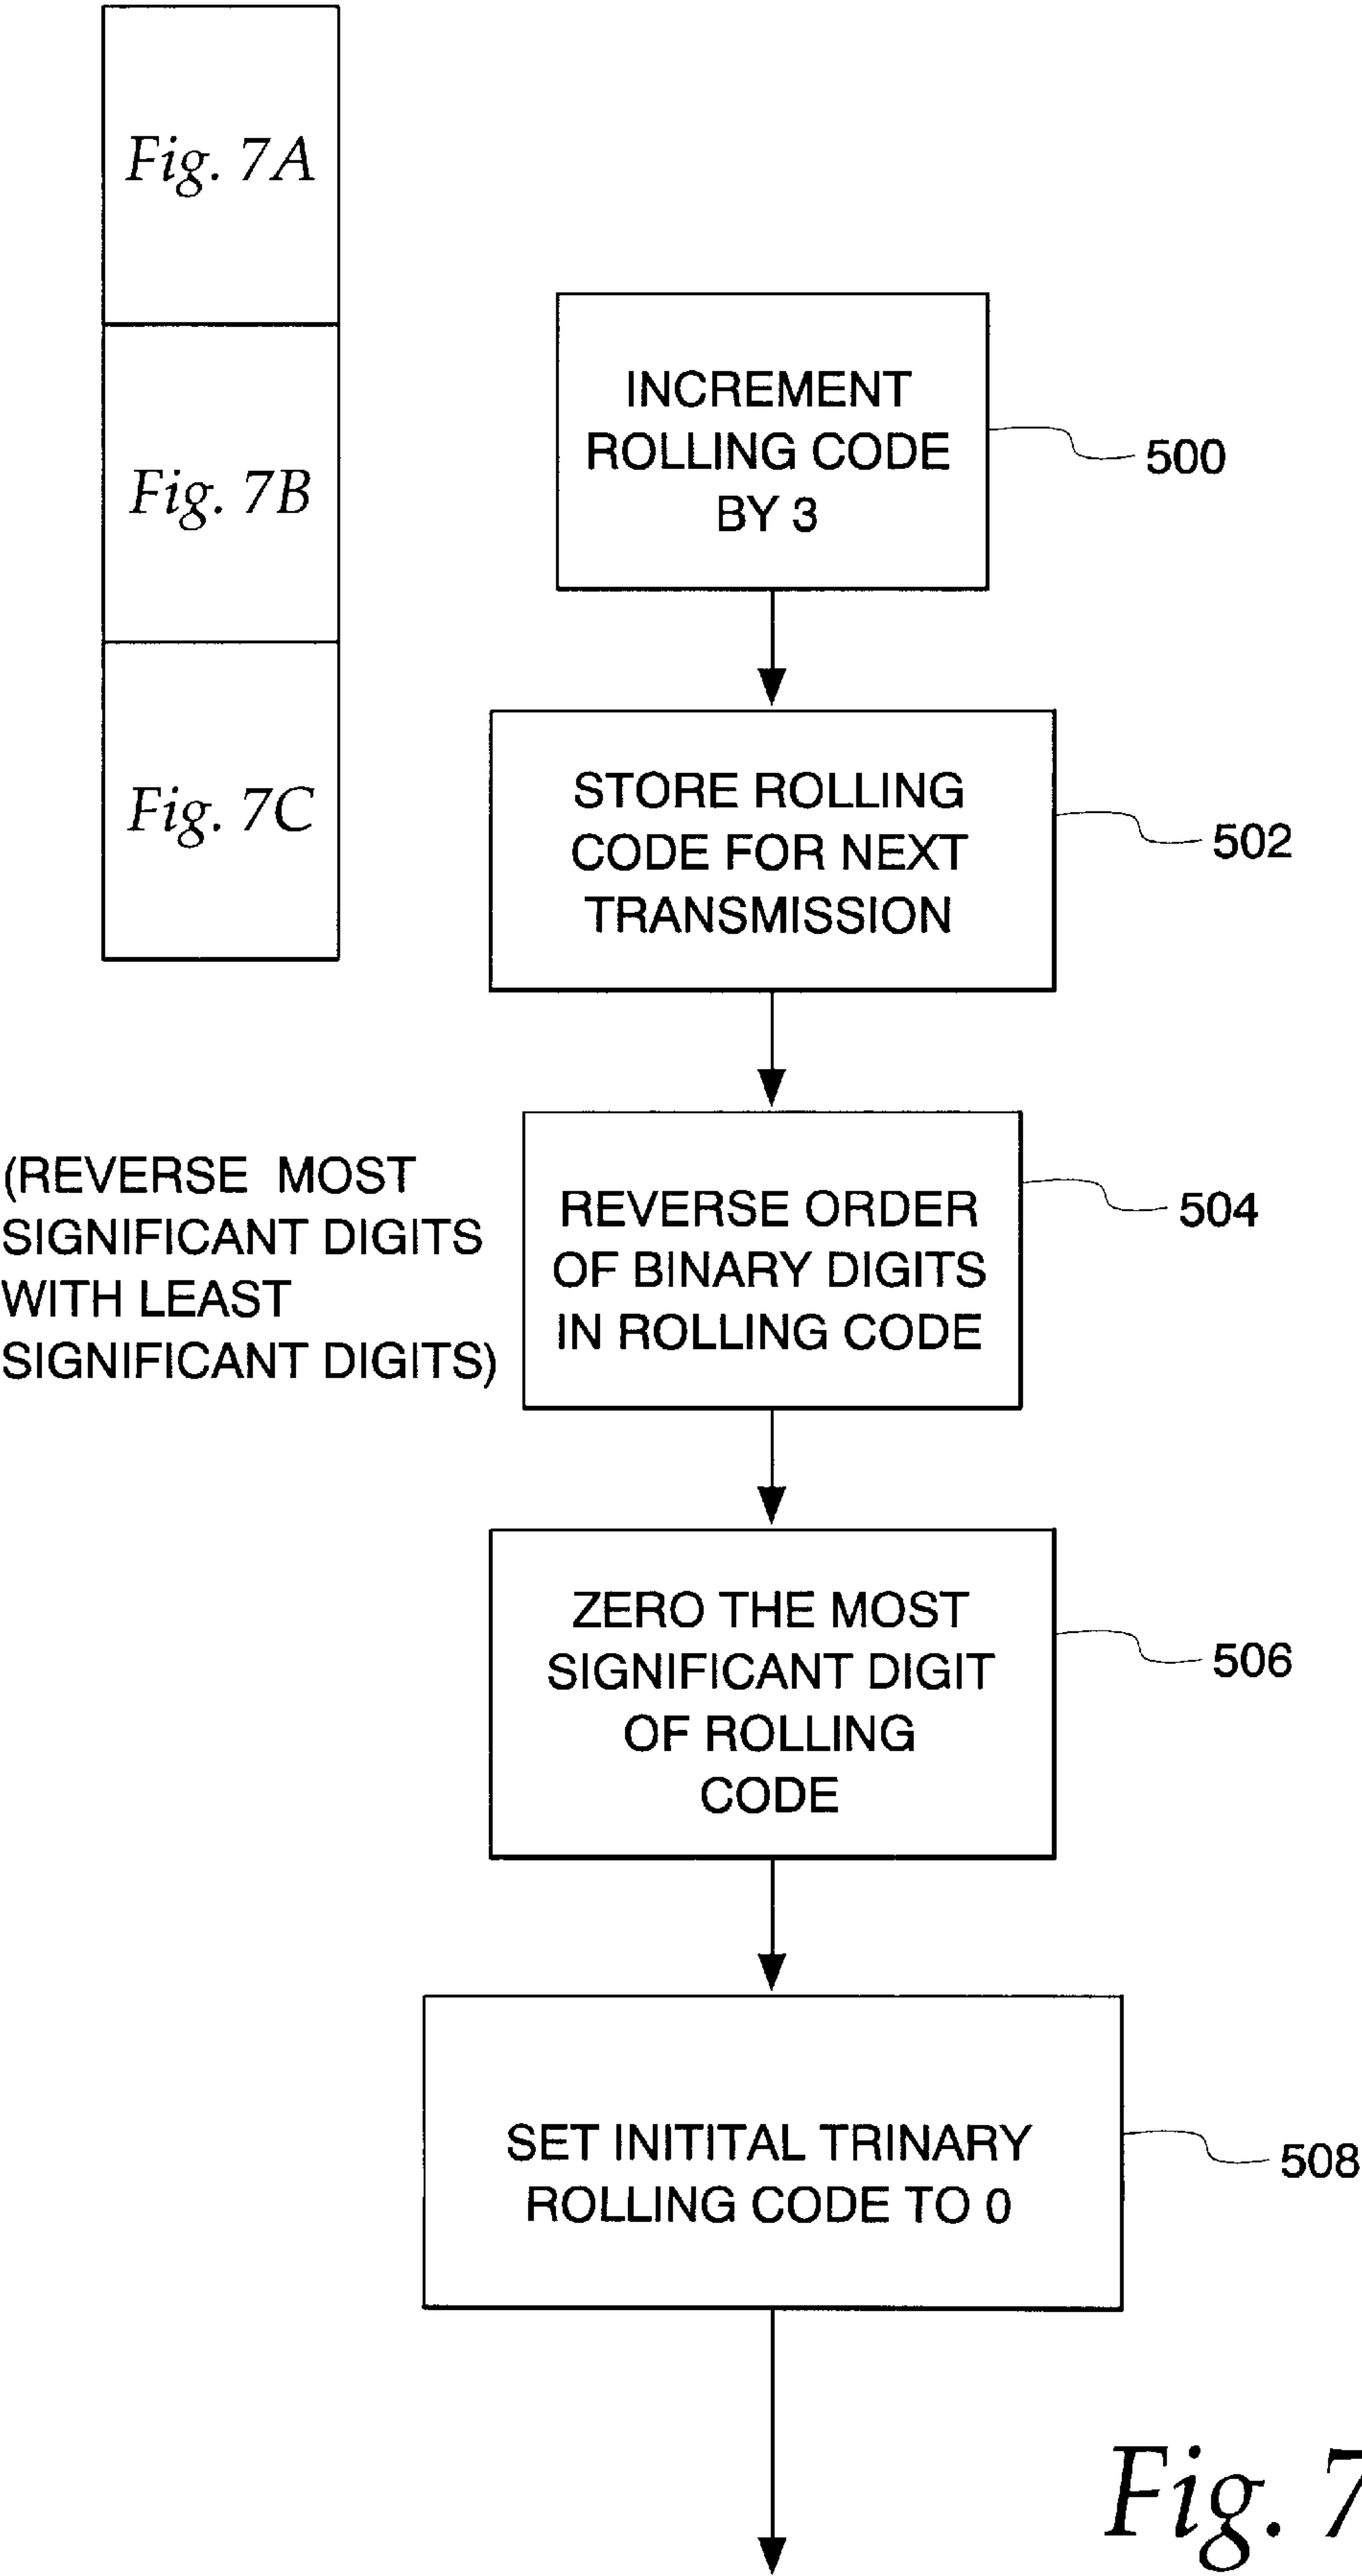 Fig. 7A
Fig. 7B
Fig. 7C
INCREMENT
ROLLING CODE
BY 3
500
STORE ROLLING
CODE FOR NEXT
TRANSMISSION
502
(REVERSE MOST
SIGNIFICANT DIGITS
WITH LEAST
SIGNIFICANT DIGITS)
REVERSE ORDER
OF BINARY DIGITS
IN ROLLING CODE
504
ZERO THE MOST
SIGNIFICANT DIGIT
OF ROLLING
CODE
506
SET INITITAL TRINARY
ROLLING CODE TO 0
508
Fig. 7